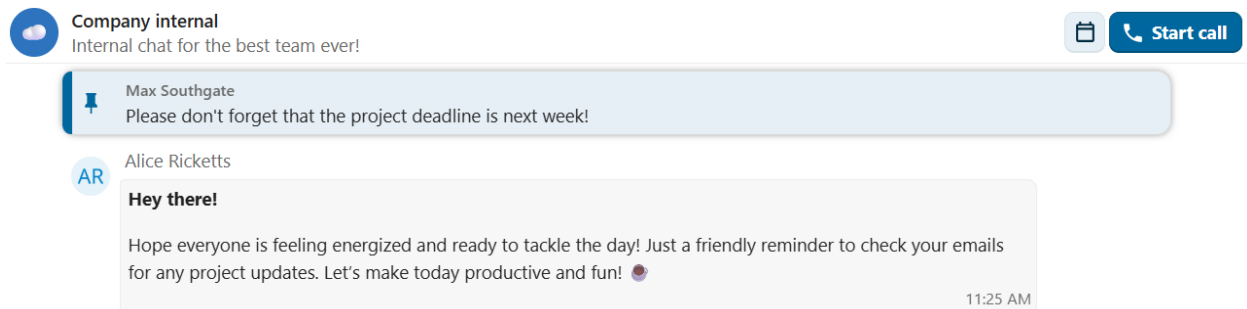 Company internal
Internal chat for the best team ever!
Start call
Max Southgate
Please don't forget that the project deadline is next week!
AR
Alice Ricketts
Hey there!
Hope everyone is feeling energized and ready to tackle the day! Just a friendly reminder to check your emails
for any project updates. Let’s make today productive and fun! ☕
11:25 AM